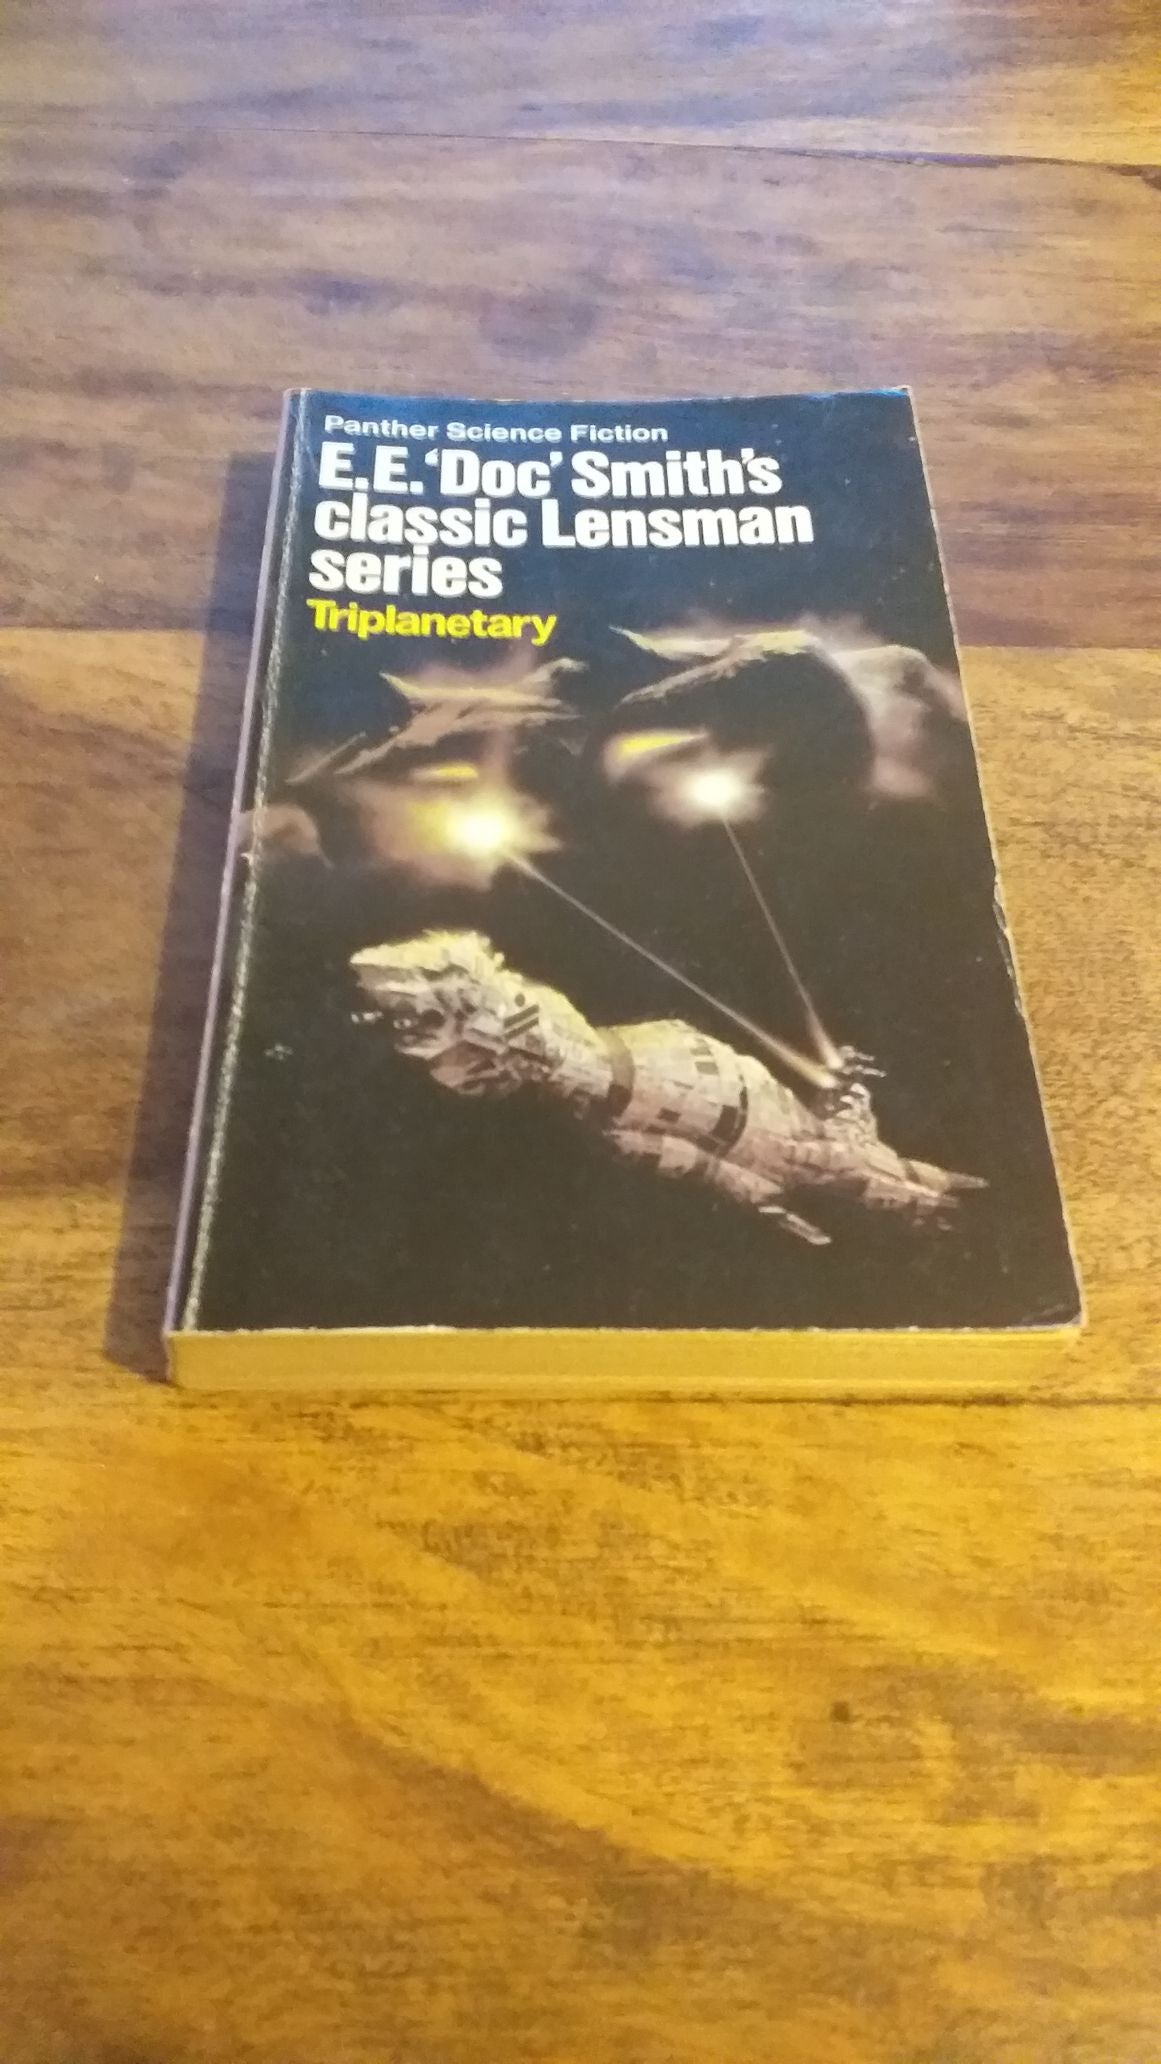 Panther Science Fiction
E.E. ‘Doc’ Smith's
classic Lensman
series
Triplanetary